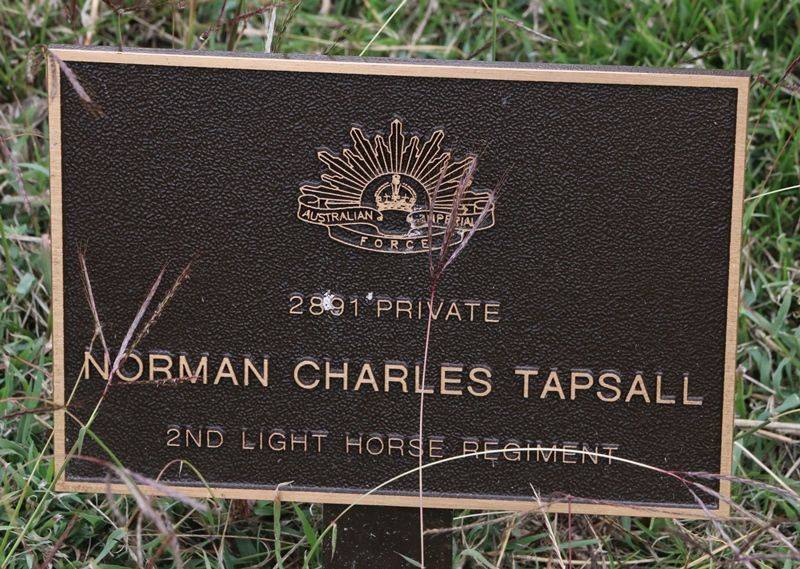 AUSTRALIAN IMPERIAL
FORCE
2891 PRIVATE
NORMAN CHARLES TAPSALL
2ND LIGHT HORSE REGIMENT